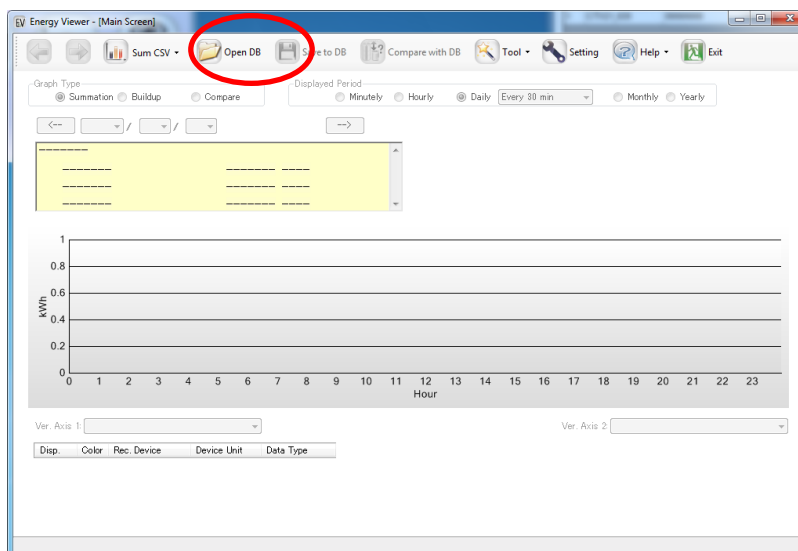 EV Energy Viewer - [Main Screen]
Sum CSV Open DB Save to DB Compare with DB Tool Setting Help Exit
Graph Type Displayed Period
Summation Buildup Compare Minutely Hourly Daily Every 30 min Monthly Yearly
<-- / / -->
-------
------- ------- ----
------- ------- ----
------- ------- ----
1
0.8
0.6
0.4
0.2
0
kWh
0 1 2 3 4 5 6 7 8 9 10 11 12 13 14 15 16 17 18 19 20 21 22 23
Hour
Ver. Axis 1: Ver. Axis 2
Disp. Color Rec. Device Device Unit Data Type